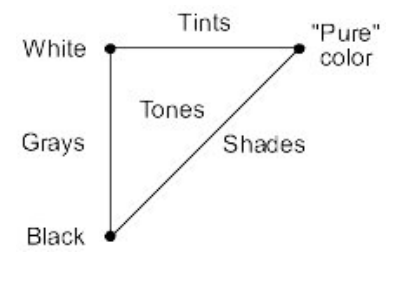 Tints
White
"Pure"
color
Tones
Grays
Shades
Black